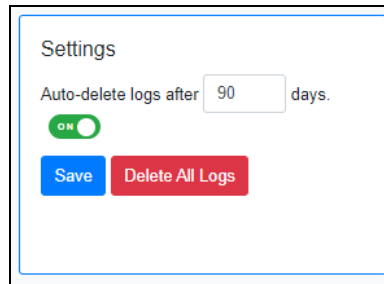 Settings
Auto-delete logs after 90 days.
ON
Save Delete All Logs